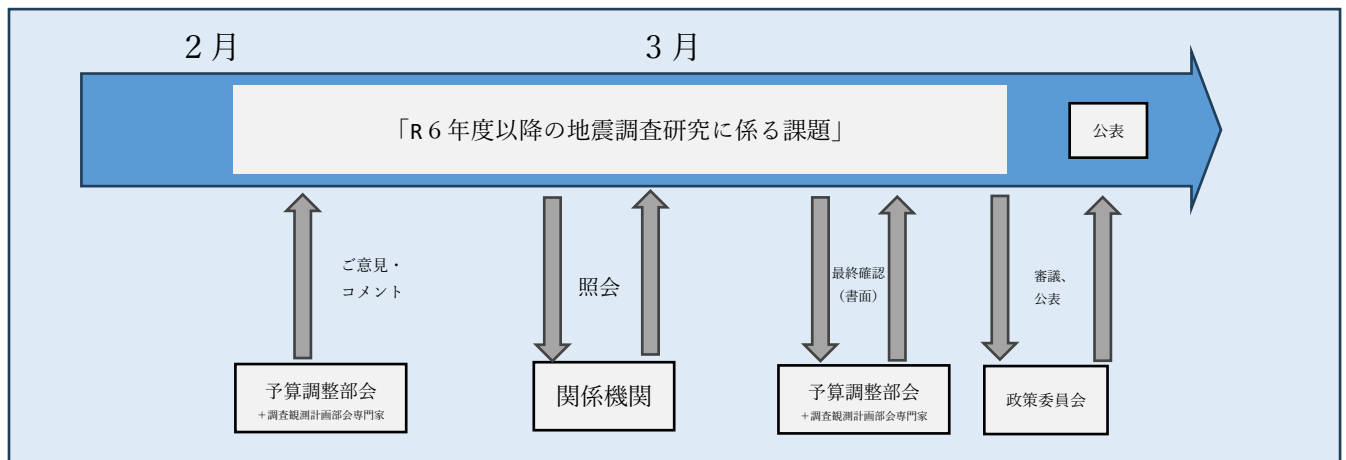 ２月
３月
「R６年度以降の地震調査研究に係る課題」
公表
ご意見・
コメント
照会
最終確認
（書面）
審議、
公表
予算調整部会
＋調査観測計画部会専門家
関係機関
予算調整部会
＋調査観測計画部会専門家
政策委員会